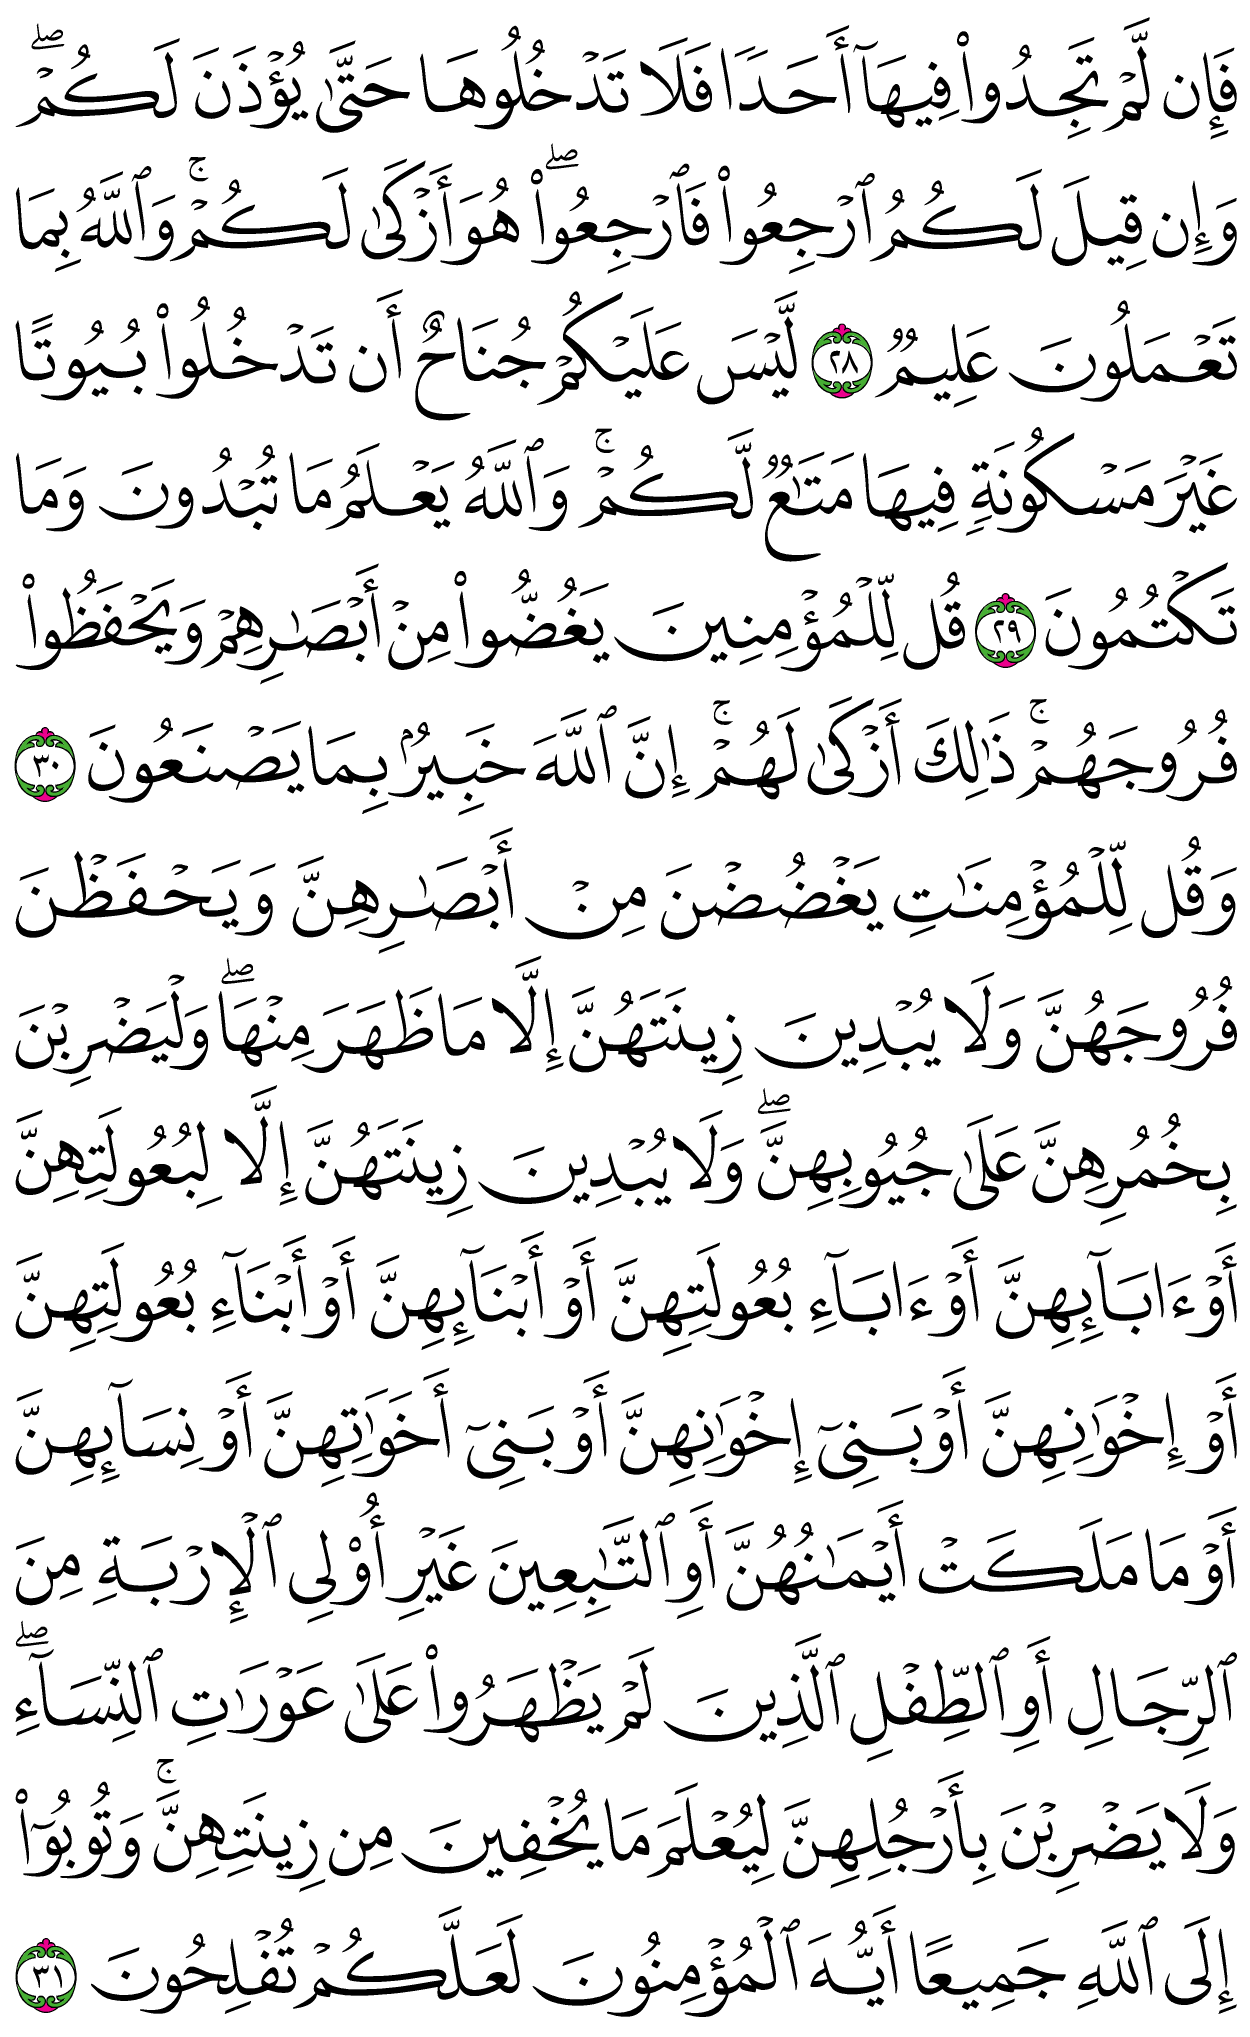 فَإِن لَّمۡ تَجِدُواْ فِيهَآ أَحَدٗا فَلَا تَدۡخُلُوهَا حَتَّىٰ يُؤۡذَنَ لَكُمۡۖ
وَإِن قِيلَ لَكُمُ ٱرۡجِعُواْ فَٱرۡجِعُواْۖ هُوَ أَزۡكَىٰ لَكُمۡۚ وَٱللَّهُ بِمَا
تَعۡمَلُونَ عَلِيمٞ ٢٨ لَّيۡسَ عَلَيۡكُمۡ جُنَاحٌ أَن تَدۡخُلُواْ بُيُوتًا
غَيۡرَ مَسۡكُونَةٖ فِيهَا مَتَٰعٞ لَّكُمۡۚ وَٱللَّهُ يَعۡلَمُ مَا تُبۡدُونَ وَمَا
تَكۡتُمُونَ ٢٩ قُل لِّلۡمُؤۡمِنِينَ يَغُضُّواْ مِنۡ أَبۡصَٰرِهِمۡ وَيَحۡفَظُواْ
فُرُوجَهُمۡۚ ذَٰلِكَ أَزۡكَىٰ لَهُمۡۚ إِنَّ ٱللَّهَ خَبِيرُۢ بِمَا يَصۡنَعُونَ ٣٠
وَقُل لِّلۡمُؤۡمِنَٰتِ يَغۡضُضۡنَ مِنۡ أَبۡصَٰرِهِنَّ وَيَحۡفَظۡنَ
فُرُوجَهُنَّ وَلَا يُبۡدِينَ زِينَتَهُنَّ إِلَّا مَا ظَهَرَ مِنۡهَاۖ وَلۡيَضۡرِبۡنَ
بِخُمُرِهِنَّ عَلَىٰ جُيُوبِهِنَّۖ وَلَا يُبۡدِينَ زِينَتَهُنَّ إِلَّا لِبُعُولَتِهِنَّ
أَوۡ ءَابَآئِهِنَّ أَوۡ ءَابَآءِ بُعُولَتِهِنَّ أَوۡ أَبۡنَآئِهِنَّ أَوۡ أَبۡنَآءِ بُعُولَتِهِنَّ
أَوۡ إِخۡوَٰنِهِنَّ أَوۡ بَنِيٓ إِخۡوَٰنِهِنَّ أَوۡ بَنِيٓ أَخَوَٰتِهِنَّ أَوۡ نِسَآئِهِنَّ
أَوۡ مَا مَلَكَتۡ أَيۡمَٰنُهُنَّ أَوِ ٱلتَّٰبِعِينَ غَيۡرِ أُوْلِي ٱلۡإِرۡبَةِ مِنَ
ٱلرِّجَالِ أَوِ ٱلطِّفۡلِ ٱلَّذِينَ لَمۡ يَظۡهَرُواْ عَلَىٰ عَوۡرَٰتِ ٱلنِّسَآءِۖ
وَلَا يَضۡرِبۡنَ بِأَرۡجُلِهِنَّ لِيُعۡلَمَ مَا يُخۡفِينَ مِن زِينَتِهِنَّۚ وَتُوبُوٓاْ
إِلَى ٱللَّهِ جَمِيعًا أَيُّهَ ٱلۡمُؤۡمِنُونَ لَعَلَّكُمۡ تُفۡلِحُونَ ٣١